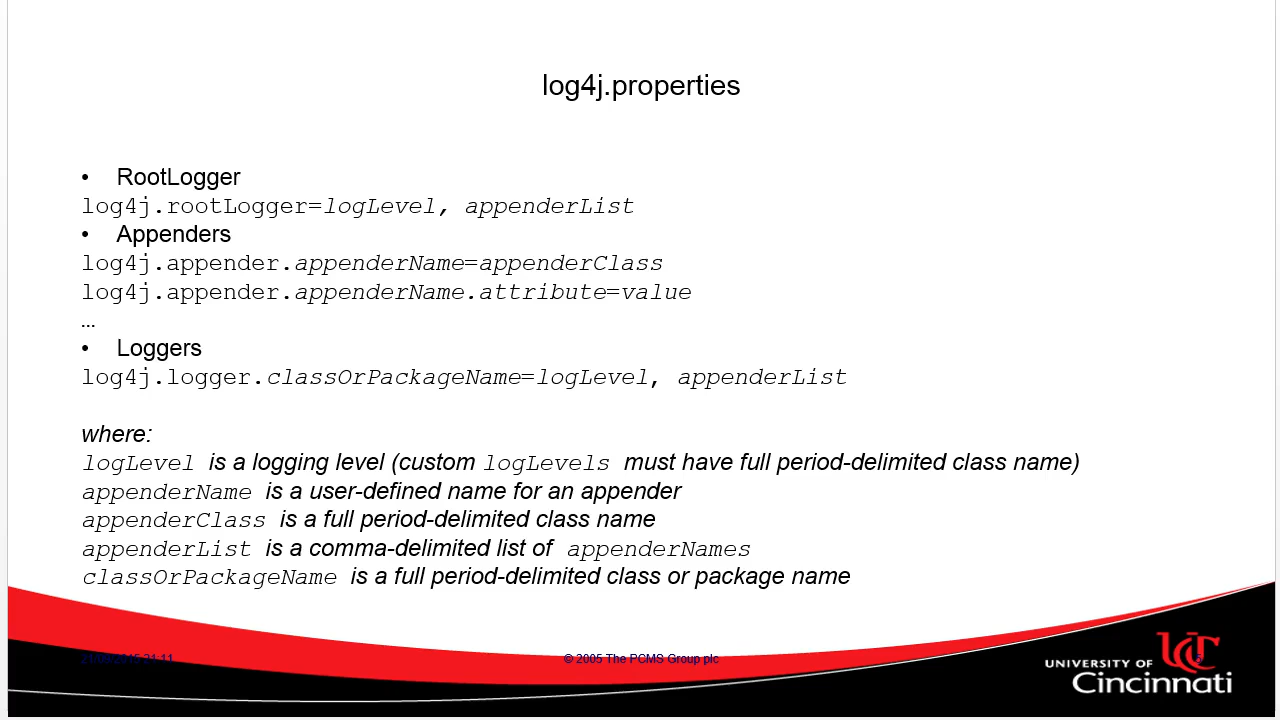 log4j.properties
• RootLogger
log4j.rootLogger=logLevel, appenderList
• Appenders
log4j.appender.appenderName=appenderClass
log4j.appender.appenderName.attribute=value
…
• Loggers
log4j.logger.classOrPackageName=logLevel, appenderList
where:
logLevel is a logging level (custom logLevels must have full period-delimited class name)
appenderName is a user-defined name for an appender
appenderClass is a full period-delimited class name
appenderList is a comma-delimited list of appenderNames
classOrPackageName is a full period-delimited class or package name
© 2005 The PCMS Group plc
UNIVERSITY OF
Cincinnati